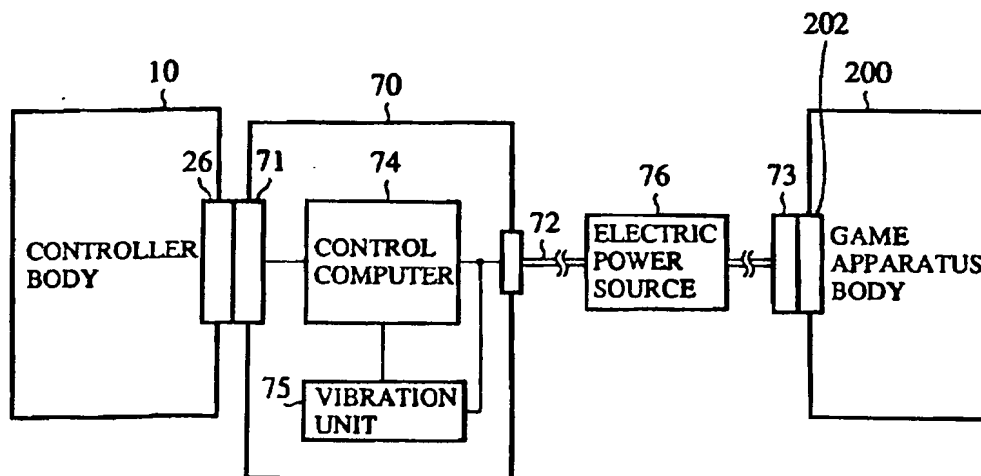 202
10
70
200
26
71
74
76
73
72
CONTROLLER
BODY
CONTROL
COMPUTER
ELECTRIC
POWER
SOURCE
GAME
APPARATUS
BODY
75
VIBRATION
UNIT